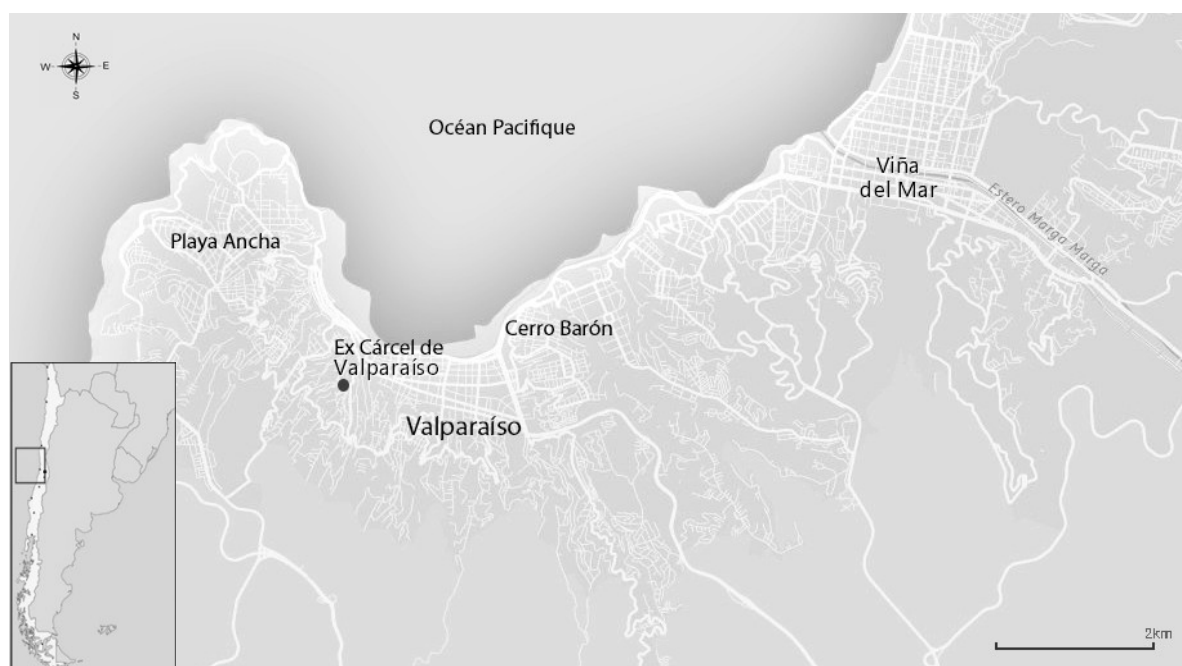 N
W
E
S
Océan Pacifique
Viña
del Mar
Estero Marga Marga
Playa Ancha
Cerro Barón
Ex Cárcel de
Valparaíso
Valparaíso
2km